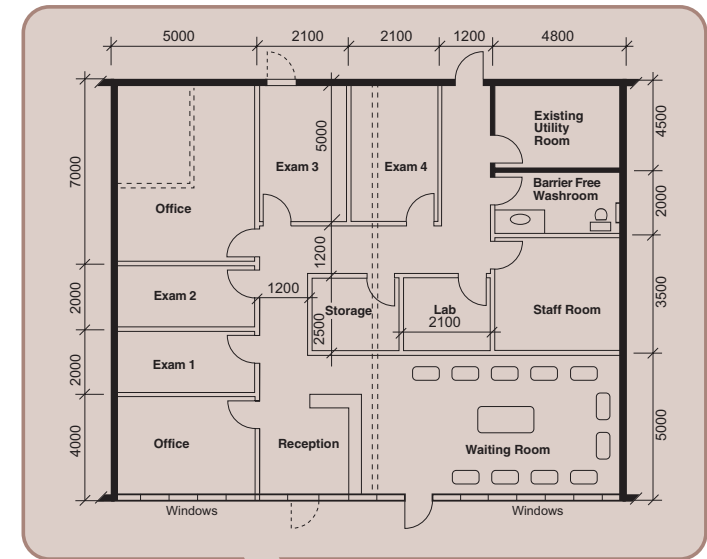 5000
2100
2100
1200
4800
7000
2000
2000
4000
4500
2000
3500
5000
5000
1200
1200
2500
2100
Existing
Utility
Room
Exam 3
Exam 4
Barrier Free
Washroom
Office
Exam 2
Storage
Lab
Staff Room
Exam 1
Office
Reception
Waiting Room
Windows
Windows